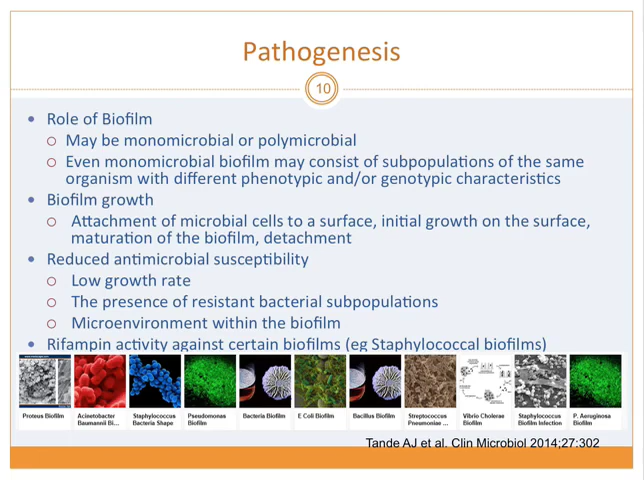 Pathogenesis
10
• Role of Biofilm
o May be monomicrobial or polymicrobial
o Even monomicrobial biofilm may consist of subpopulations of the same
organism with different phenotypic and/or genotypic characteristics
• Biofilm growth
o Attachment of microbial cells to a surface, initial growth on the surface,
maturation of the biofilm, detachment
• Reduced antimicrobial susceptibility
o Low growth rate
o The presence of resistant bacterial subpopulations
o Microenvironment within the biofilm
• Rifampin activity against certain biofilms (eg Staphylococcal biofilms)
Proteus Biofilm
Acinetobacter
Baumannii Bi...
Staphylococcus
Bacteria Shape
Pseudomonas
Biofilm
Bacteria Biofilm
E Coli Biofilm
Bacillus Biofilm
Streptococcus
Pneumoniae ...
Vibrio Cholerae
Biofilm
Staphylococcus
Biofilm Infection
P. Aeruginosa
Biofilm
Tande AJ et al. Clin Microbiol 2014;27:302